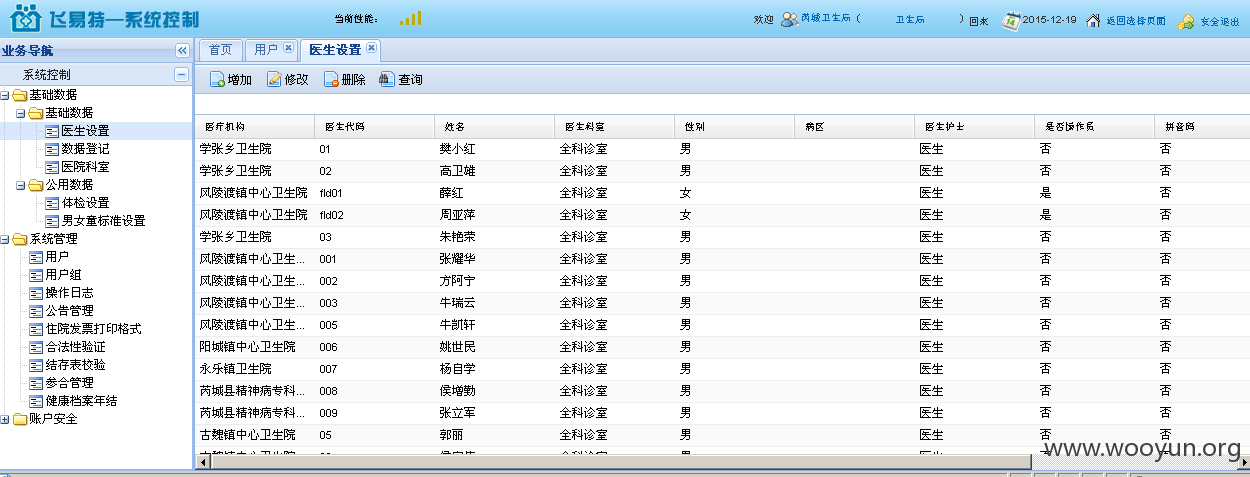 飞易特—系统控制 当前性能: 欢迎 芮城卫生局（ 卫生局 ）回来 2015-12-19 返回选择页面 安全退出
业务导航 首页 用户 医生设置
系统控制 增加 修改 删除 查询
基础数据
基础数据
医生设置
数据登记
医院科室
公用数据
体检设置
男女童标准设置
系统管理
用户
用户组
操作日志
公告管理
住院发票打印格式
合法性验证
结存表校验
参合管理
健康档案年结
账户安全
医疗机构 医生代码 姓名 医生科室 性别 病区 医生护士 是否操作员 拼音码
学张乡卫生院 01 樊小红 全科诊室 男 医生 否 否
学张乡卫生院 02 高卫雄 全科诊室 男 医生 否 否
风陵渡镇中心卫生院 fld01 薛红 全科诊室 女 医生 是 否
风陵渡镇中心卫生院 fld02 周亚萍 全科诊室 女 医生 是 否
学张乡卫生院 03 朱艳荣 全科诊室 男 医生 否 否
风陵渡镇中心卫生... 001 张耀华 全科诊室 男 医生 否 否
风陵渡镇中心卫生... 002 方阿宁 全科诊室 男 医生 否 否
风陵渡镇中心卫生... 003 牛瑞云 全科诊室 男 医生 否 否
风陵渡镇中心卫生... 005 牛凯轩 全科诊室 男 医生 否 否
阳城镇中心卫生院 006 姚世民 全科诊室 男 医生 否 否
永乐镇卫生院 007 杨自学 全科诊室 男 医生 否 否
芮城县精神病专科... 008 侯增勤 全科诊室 男 医生 否 否
芮城县精神病专科... 009 张立军 全科诊室 男 医生 否 否
古魏镇中心卫生院 05 郭丽 全科诊室 男 医生 否 否
www.wooyun.org